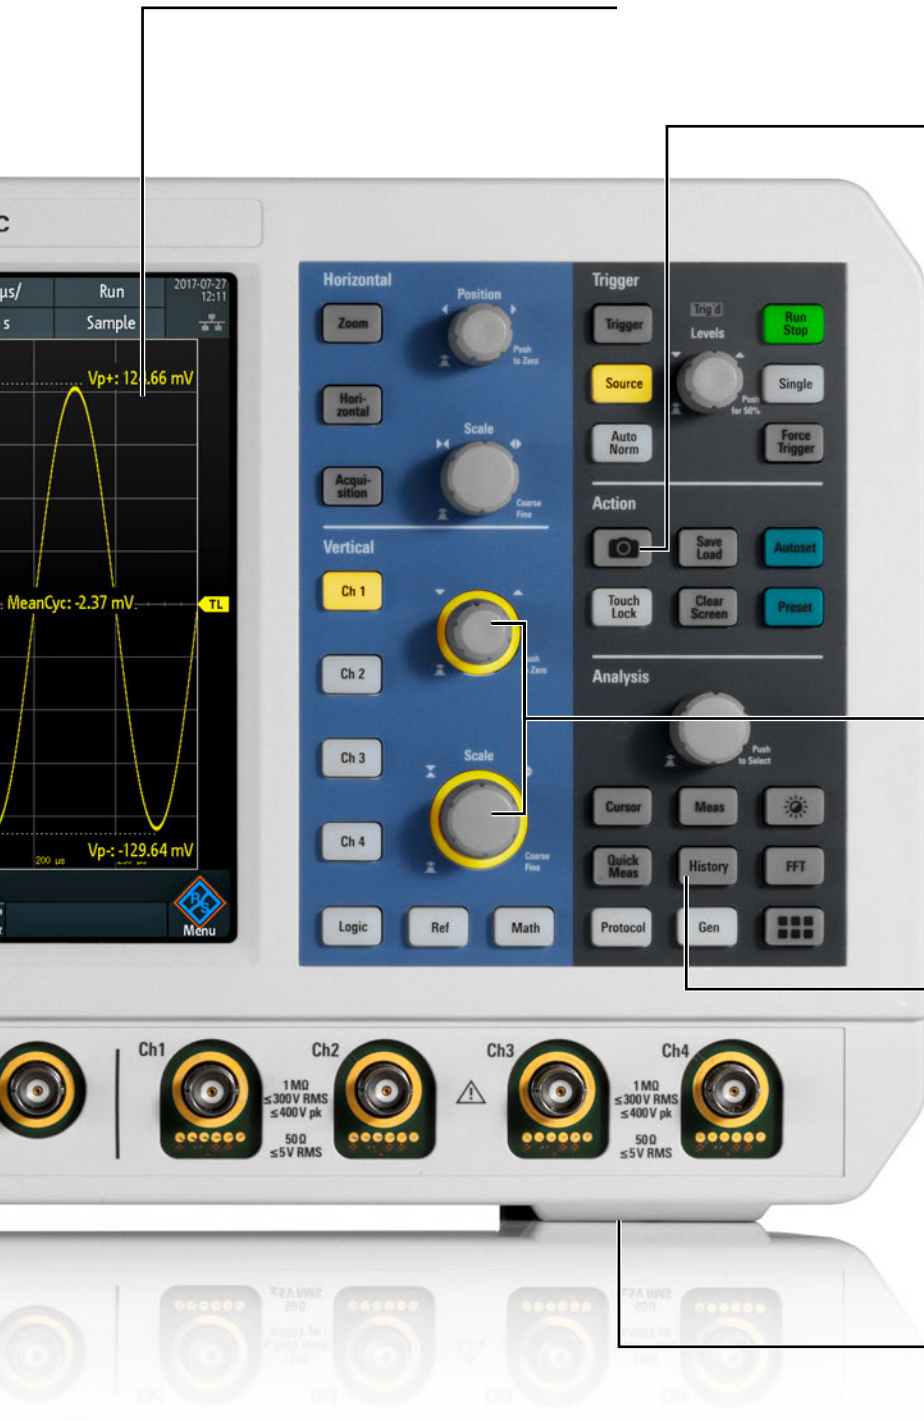 C
µs/
Run
2017-07-27
12:11
s
Sample
Vp+: 12
.66 mV
MeanCyc: -2.37 mV
TL
200 µs
Vp-: -129.64 mV
R
S
Menu
Horizontal
Zoom
Position
Push
to Zero
Hori-
zontal
Scale
Acqui-
sition
Coarse
Fine
Vertical
Ch 1
Ch 2
Zero
Ch 3
Scale
Ch 4
Coarse
Fine
Logic
Ref
Math
Trigger
Trigger
Trig'd
Levels
Run
Stop
Source
Single
Push
for 50%
Auto
Norm
Force
Trigger
Action
Save
Load
Autoset
Touch
Lock
Clear
Screen
Preset
Analysis
Push
to Select
Cursor
Meas
Quick
Meas
History
FFT
Protocol
Gen
Ch1
Ch2
Ch3
Ch4
1 MΩ
≤300 V RMS
≤400 V pk
50 Ω
≤5 V RMS
1 MΩ
≤300 V RMS
≤400 V pk
50 Ω
≤5 V RMS